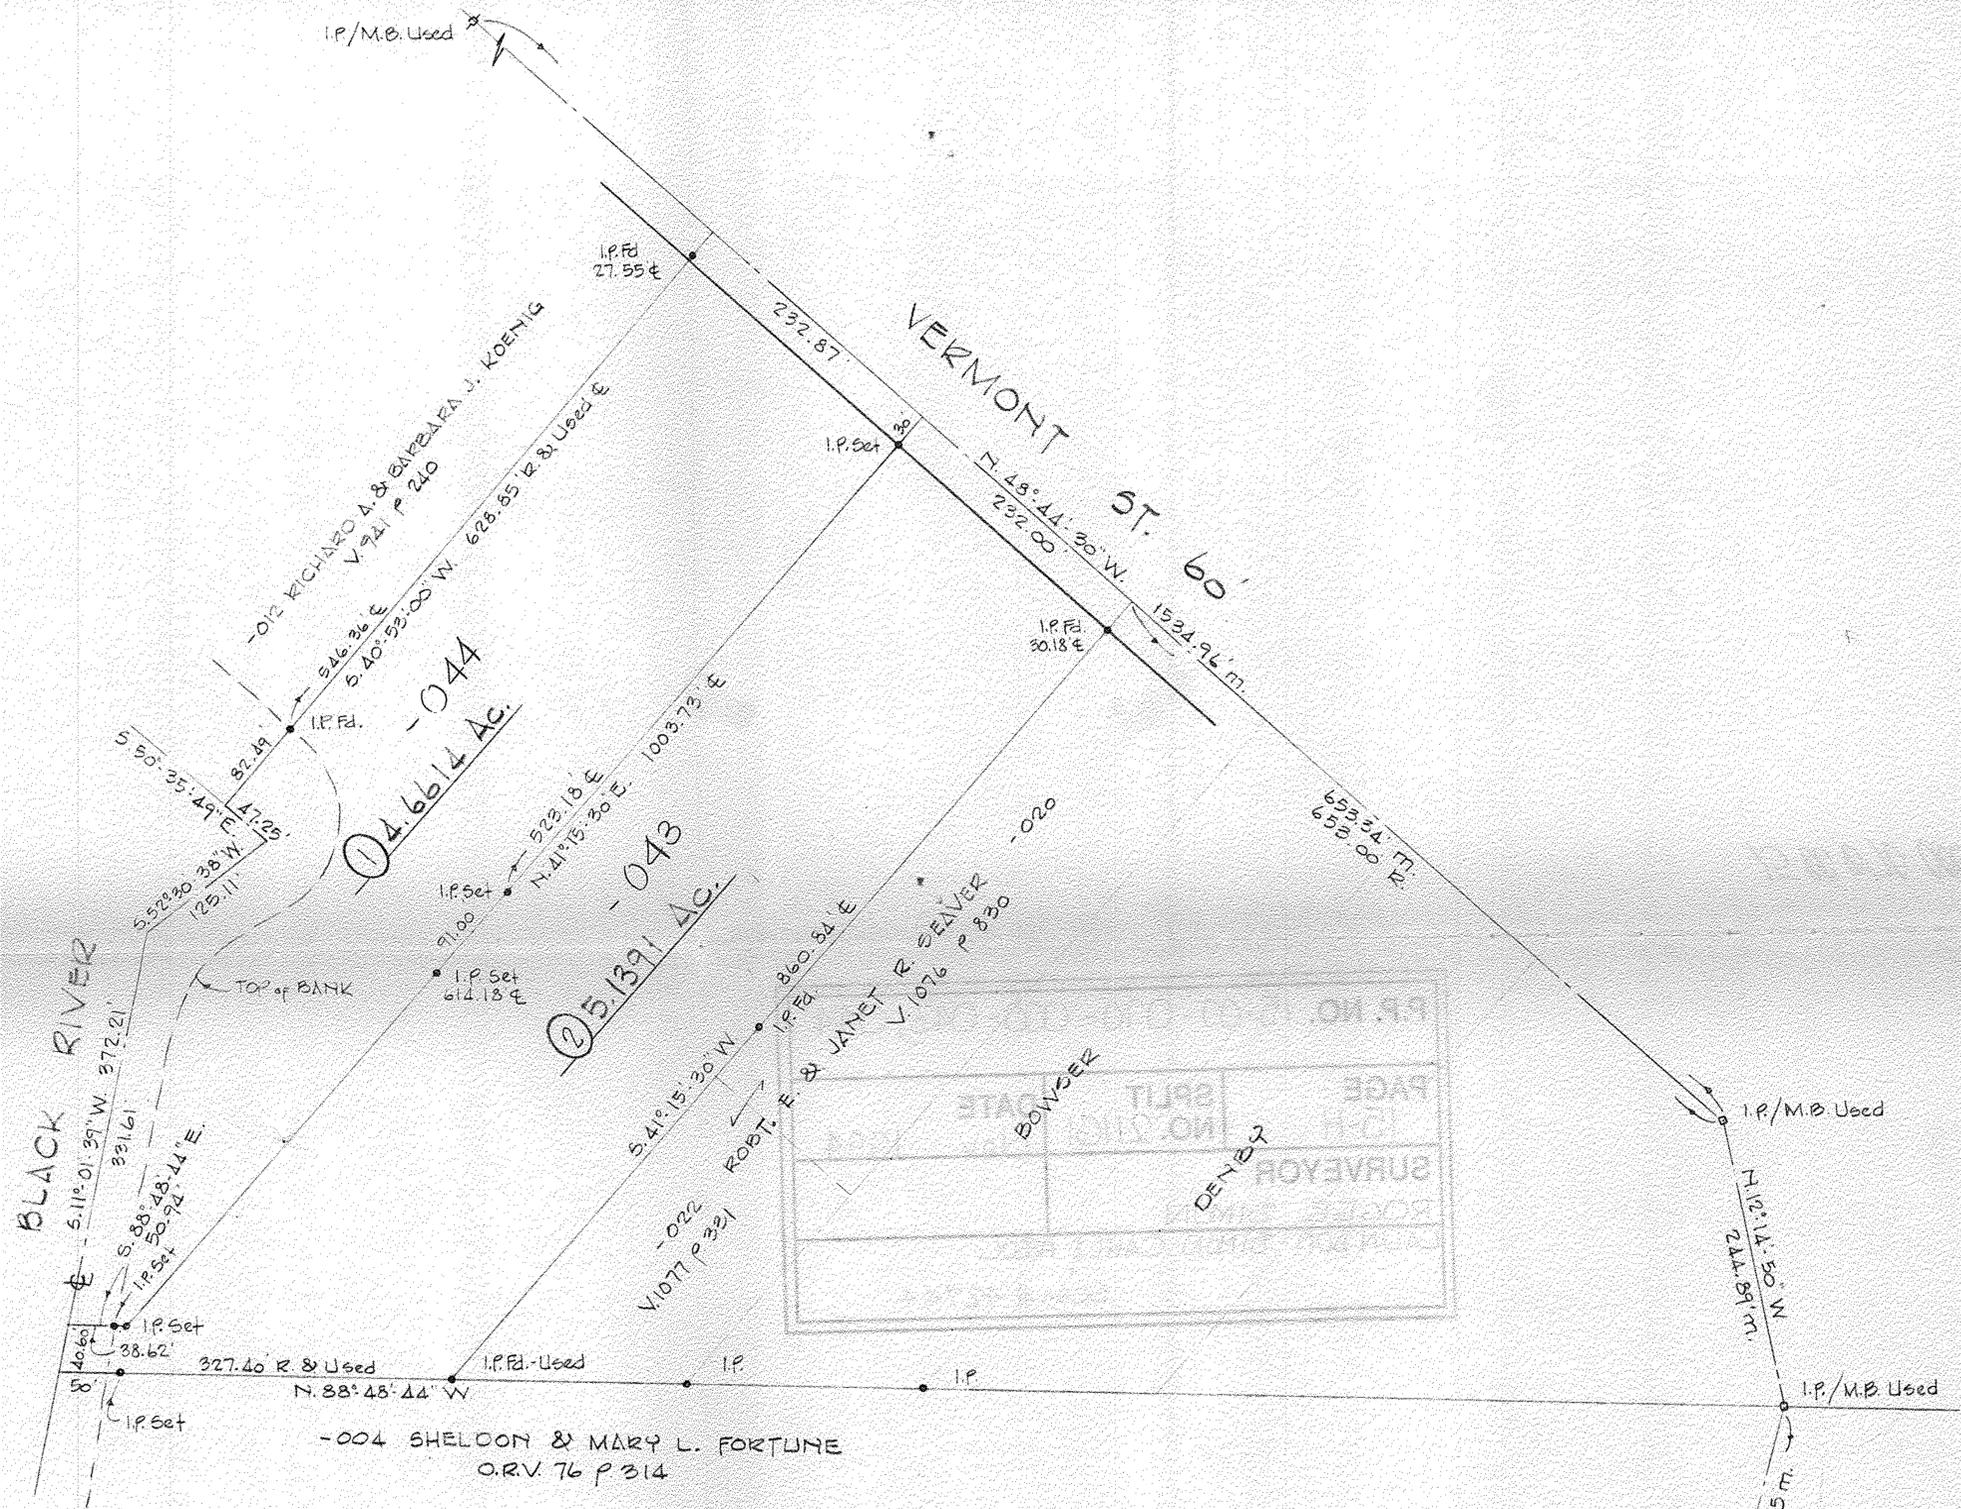 I.P./M.B. Used
I.P. Fd
27.55 ℄
232.87'
VERMONT ST. 60'
I.P. Set
30'
N. 48°-44'-30" W.
232.00'
I.P. Fd.
30.18 ℄
1534.96' m.
653.34' m.
653.00' R.
-012 RICHARD A. & BARBARA J. KOENIG
V. 941 P 240
628.85' R. & Used ℄
S. 40°-53'-00" W.
546.36' ℄
I.P. Fd.
82.49'
S. 50°-35'-49" E.
47.25'
S. 52°-30'-38" W.
125.11'
-044
① 4.6614 Ac.
1003.73' ℄
523.18' ℄
N. 41°-15'-30" E.
I.P. Set
91.00
I.P. Set
614.18 ℄
-043
② 5.1391 Ac.
-020
860.84' ℄
I.P. Fd.
S. 41°-15'-30" W
ROBT. E. & JANET R. SEAVER
V. 1076 P 830
-022
V. 1077 P 331
BOWSER
DENBY
TOP of BANK
BLACK RIVER
℄
S. 11°-01'-39" W. 372.21'
331.61'
S. 88°-48'-44" E.
50.94'
I.P. Set
I.P. Set
38.62'
40.60'
50'
I.P. Set
327.40' R. & Used
N. 88°-48'-44" W
I.P. Fd.-Used
I.P.
I.P.
I.P./M.B. Used
N. 12°-14'-50" W
244.89' m.
I.P./M.B. Used
-004 SHELDON & MARY L. FORTUNE
O.R.V. 76 P 314
5 m.
P.P. NO
PAGE
SPLIT NO.
DATE
SURVEYOR